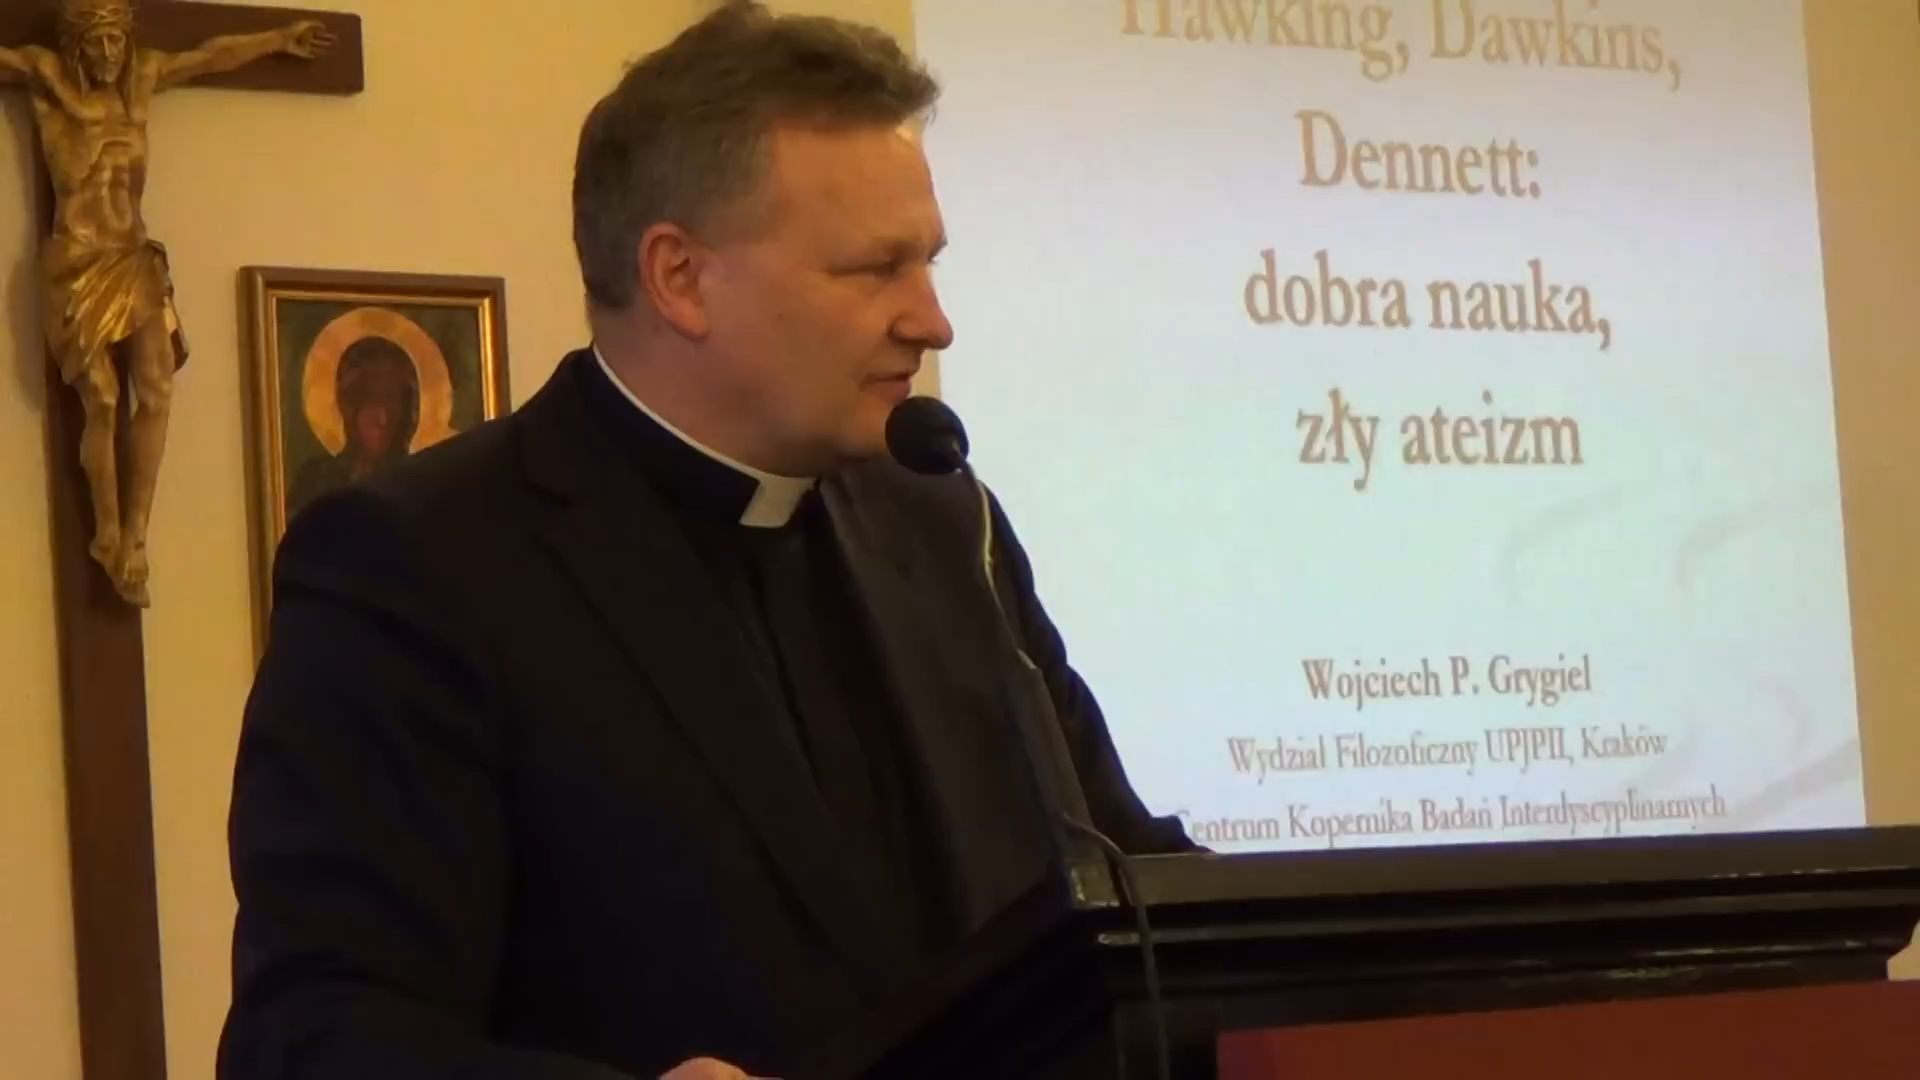 Hawking, Dawkins,
Dennett:
dobra nauka,
zły ateizm
Wojciech P. Grygiel
Wydział Filozoficzny UPJPII, Kraków
Centrum Kopernika Badań Interdyscyplinarnych